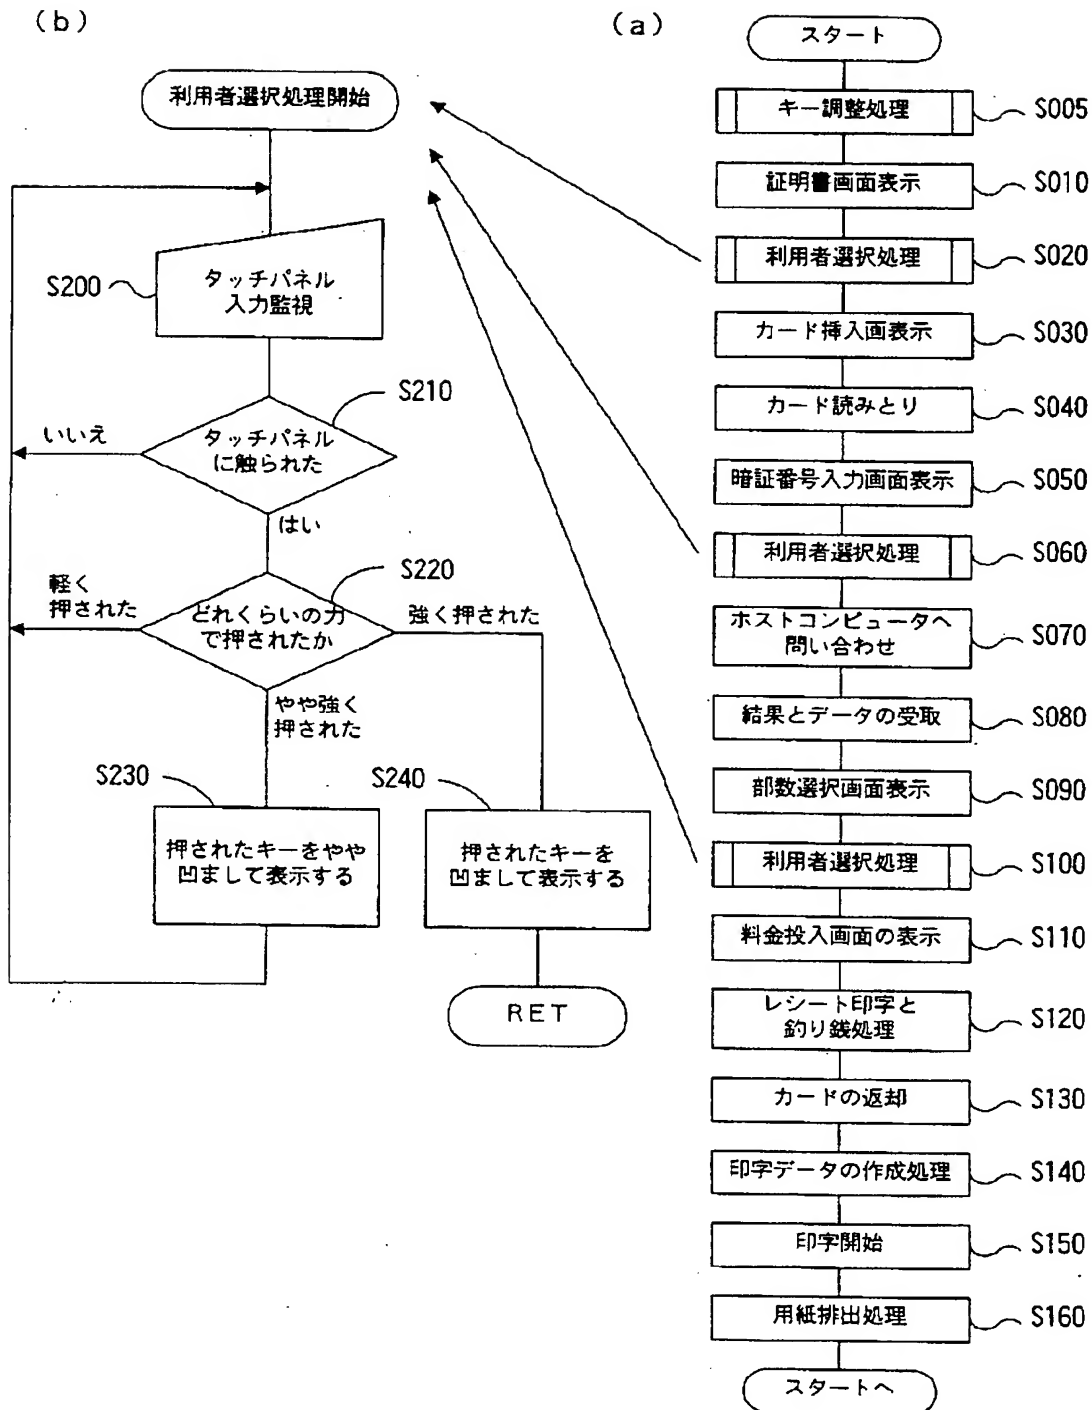 (b)
利用者選択処理開始
S200
タッチパネル
入力監視
S210
いいえ
タッチパネル
に触られた
はい
S220
軽く
押された
どれくらいの力
で押されたか
強く押された
やや強く
押された
S230
押されたキーをやや
凹まして表示する
S240
押されたキーを
凹まして表示する
RET
(a)
スタート
キー調整処理
S005
証明書画面表示
S010
利用者選択処理
S020
カード挿入画表示
S030
カード読みとり
S040
暗証番号入力画面表示
S050
利用者選択処理
S060
ホストコンピュータへ
問い合わせ
S070
結果とデータの受取
S080
部数選択画面表示
S090
利用者選択処理
S100
料金投入画面の表示
S110
レシート印字と
釣り銭処理
S120
カードの返却
S130
印字データの作成処理
S140
印字開始
S150
用紙排出処理
S160
スタートへ